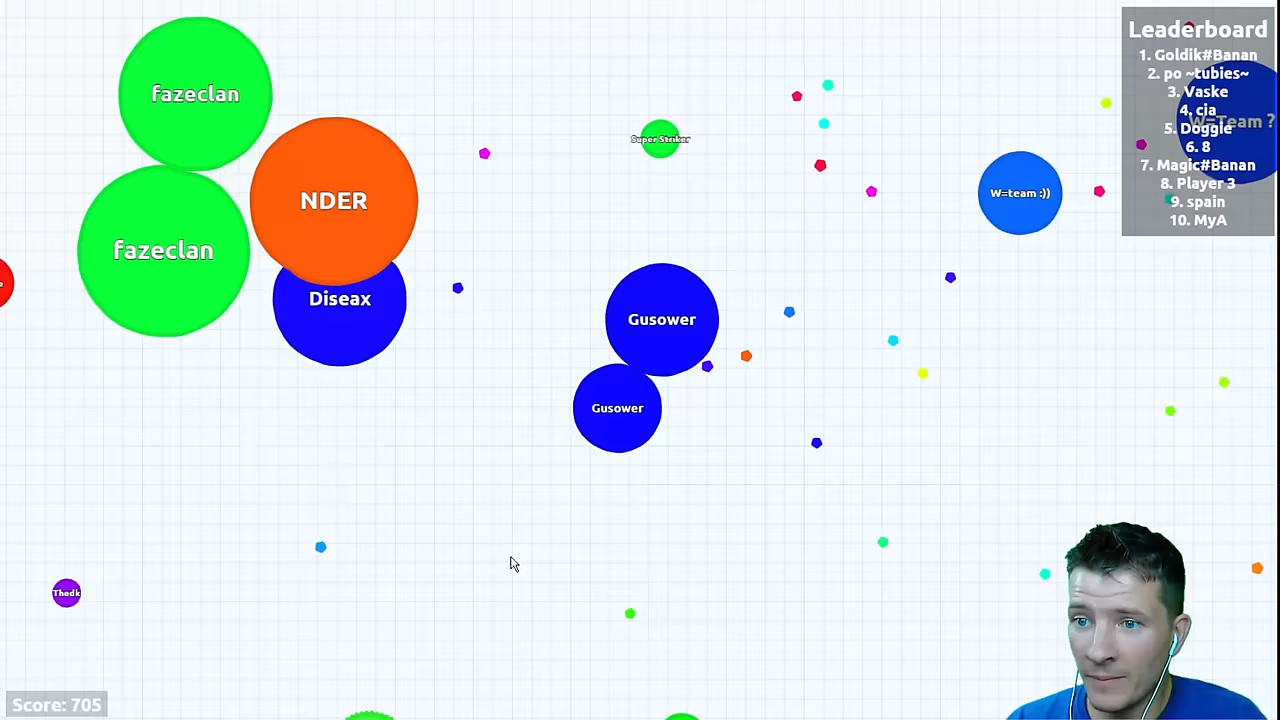 fazeclan
NDER
fazeclan
Diseax
Super Striker
Gusower
Gusower
W=team :))
W=Team ?
Thedk
Leaderboard
1. Goldik#Banan
2. po ~tubies~
3. Vaske
4. cia
5. Doggle
6. 8
7. Magic#Banan
8. Player 3
9. spain
10. MyA
Score: 705